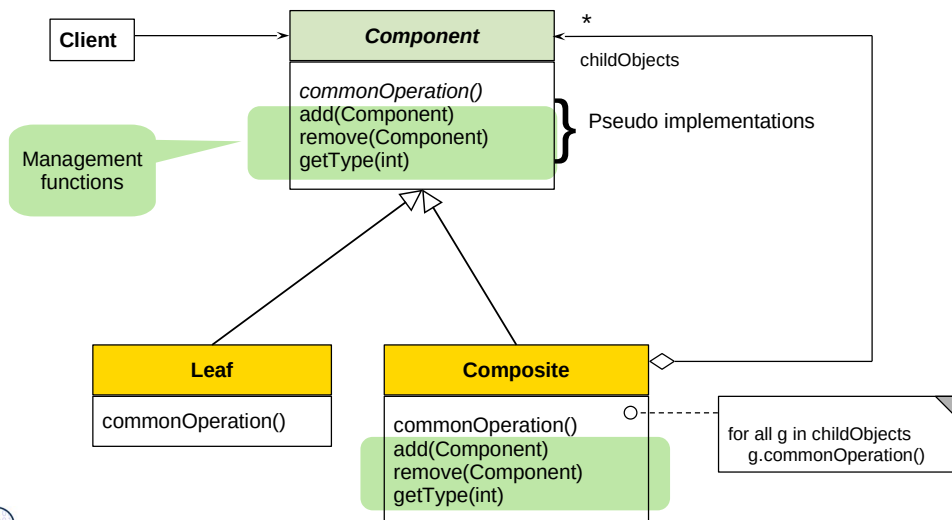 Client
Component
*
childObjects
commonOperation()
add(Component)
remove(Component)
getType(int)
}
Pseudo implementations
Management
functions
Leaf
commonOperation()
Composite
commonOperation()
add(Component)
remove(Component)
getType(int)
for all g in childObjects
g.commonOperation()